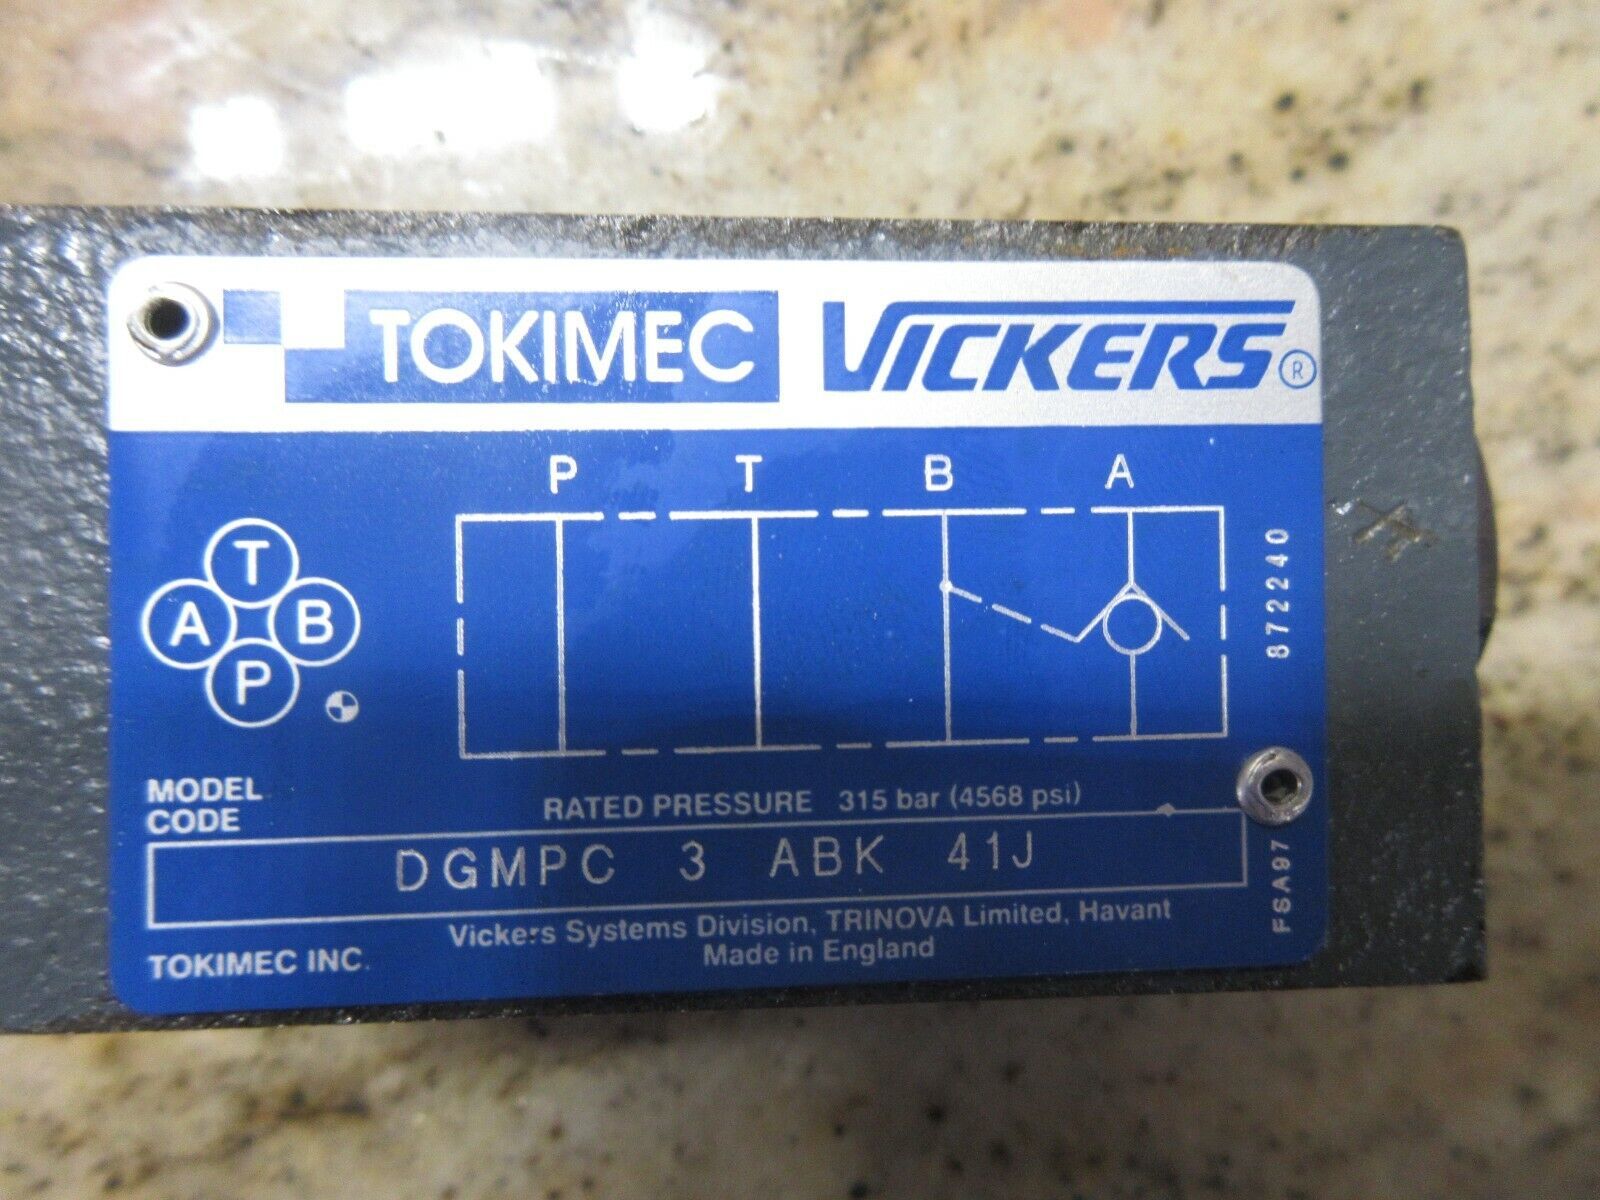 TOKIMEC VICKERS ®
P T B A
T
A B
P
872240
MODEL
CODE
RATED PRESSURE 315 bar (4568 psi)
DGMPC 3 ABK 41J
FSA97
Vickers Systems Division, TRINOVA Limited, Havant
Made in England
TOKIMEC INC.